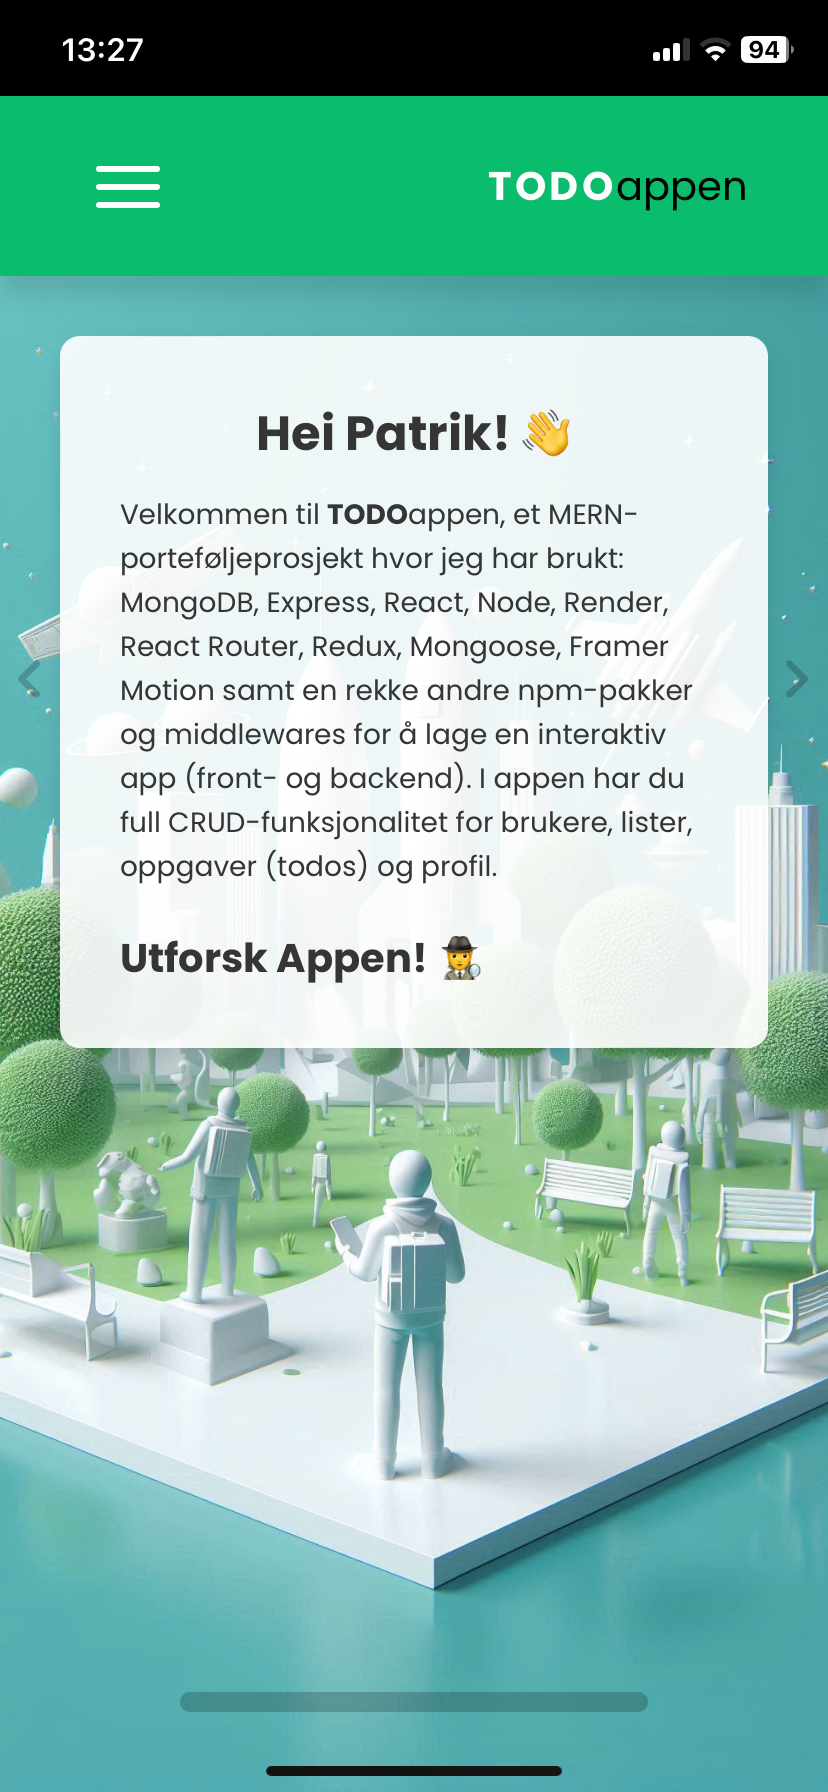 13:27
94
TODOappen
Hei Patrik! 👋
Velkommen til TODOappen, et MERN-
porteføljeprosjekt hvor jeg har brukt:
MongoDB, Express, React, Node, Render,
React Router, Redux, Mongoose, Framer
Motion samt en rekke andre npm-pakker
og middlewares for å lage en interaktiv
app (front- og backend). I appen har du
full CRUD-funksjonalitet for brukere, lister,
oppgaver (todos) og profil.
Utforsk Appen! 🕵️